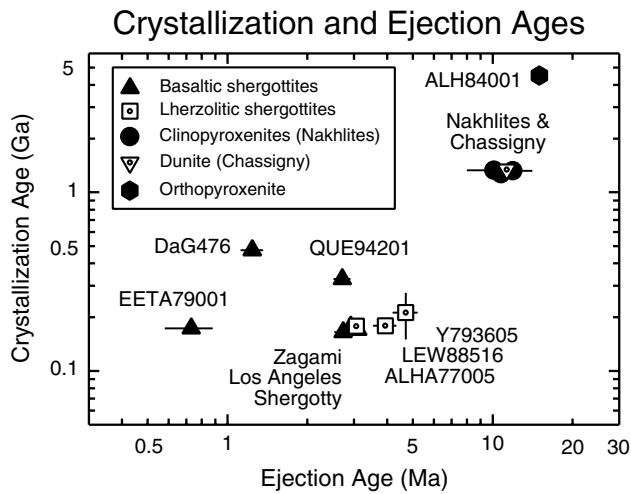 Crystallization and Ejection Ages
Basaltic shergottites
Lherzolitic shergottites
Clinopyroxenites (Nakhlites)
Dunite (Chassigny)
Orthopyroxenite
ALH84001
Nakhlites &
Chassigny
DaG476
QUE94201
EETA79001
Zagami
Los Angeles
Shergotty
Y793605
LEW88516
ALHA77005
Crystallization Age (Ga)
5
1
0.5
0.1
0.5
1
5
10
20
30
Ejection Age (Ma)